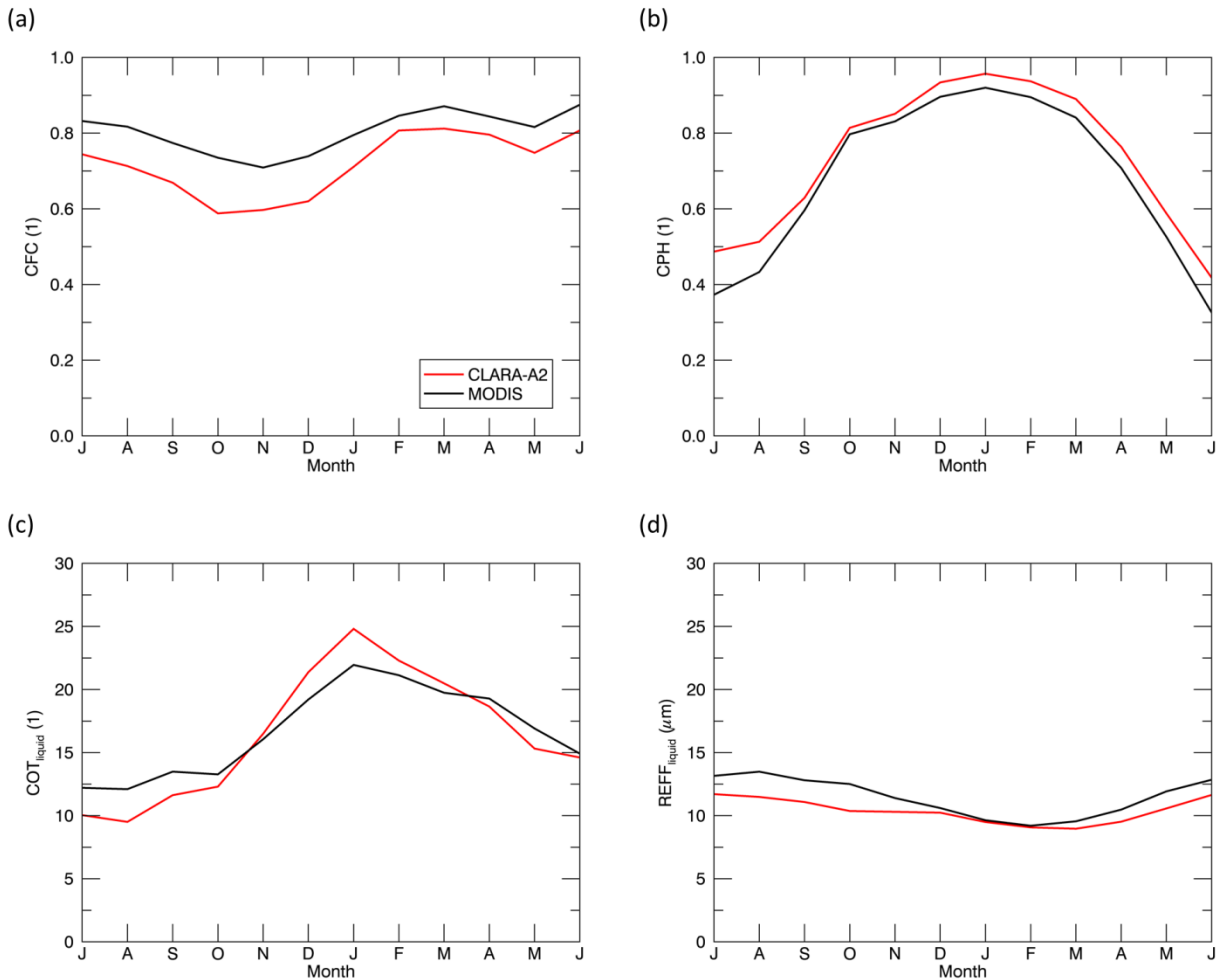 (a)
1.0
0.8
0.6
0.4
0.2
0.0
CFC (1)
J A S O N D J F M A M J
Month
CLARA-A2
MODIS
(b)
1.0
0.8
0.6
0.4
0.2
0.0
CPH (1)
J A S O N D J F M A M J
Month
(c)
30
25
20
15
10
5
0
COTliquid (1)
J A S O N D J F M A M J
Month
(d)
30
25
20
15
10
5
0
REFFliquid (μm)
J A S O N D J F M A M J
Month